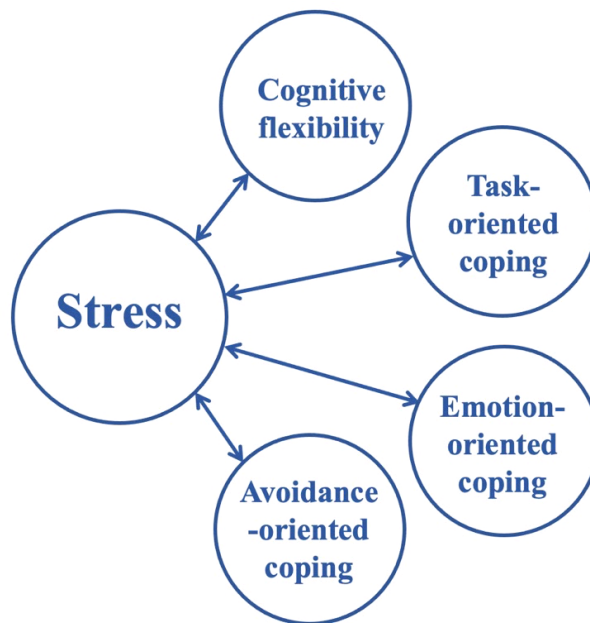 Cognitive
flexibility
Task-
oriented
coping
Stress
Emotion-
oriented
coping
Avoidance
-oriented
coping